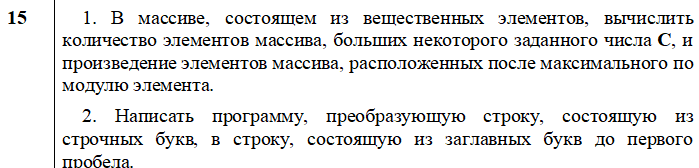 15
1. В массиве, состоящем из вещественных элементов, вычислить
количество элементов массива, больших некоторого заданного числа С, и
произведение элементов массива, расположенных после максимального по
модулю элемента.
2. Написать программу, преобразующую строку, состоящую из
строчных букв, в строку, состоящую из заглавных букв до первого
пробела.